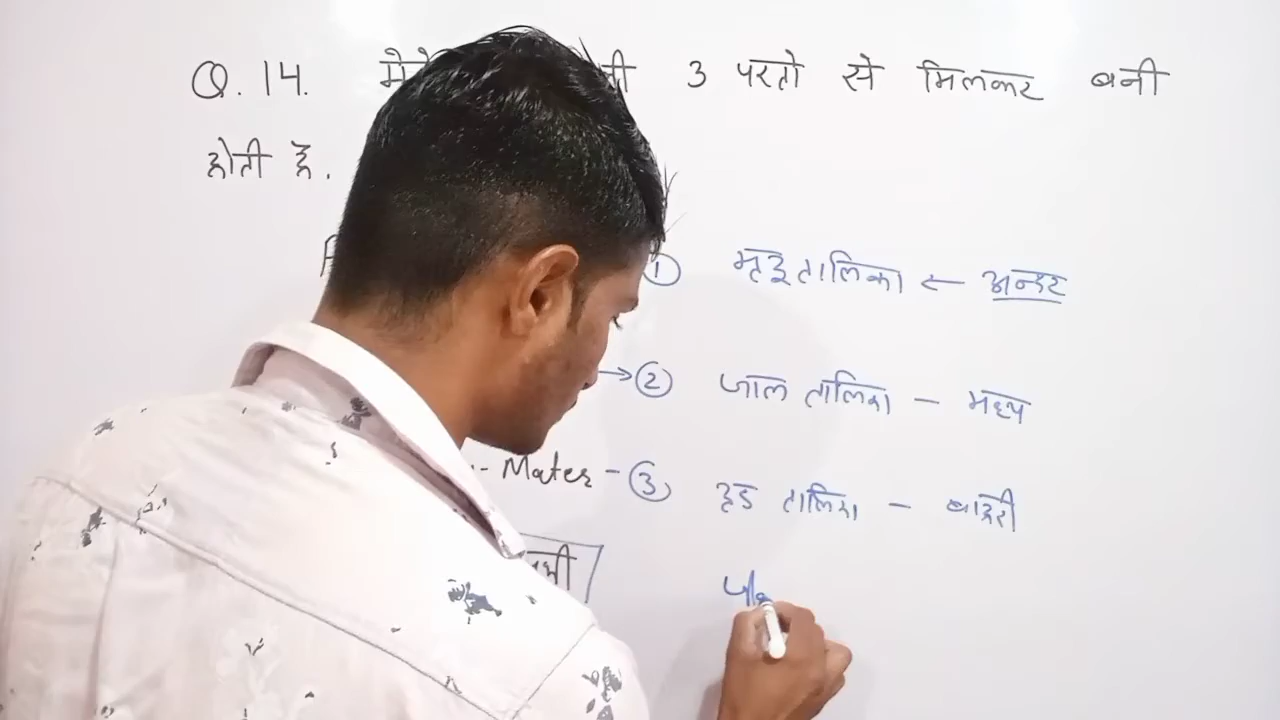 Q. 14. 3 परतो से मिलकर बनी
होती है.
1 मृदुतालिका ← अन्दर
→ 2 जाल तालिका - मध्य
- Mater - 3 दृढ तालिका - बाहरी